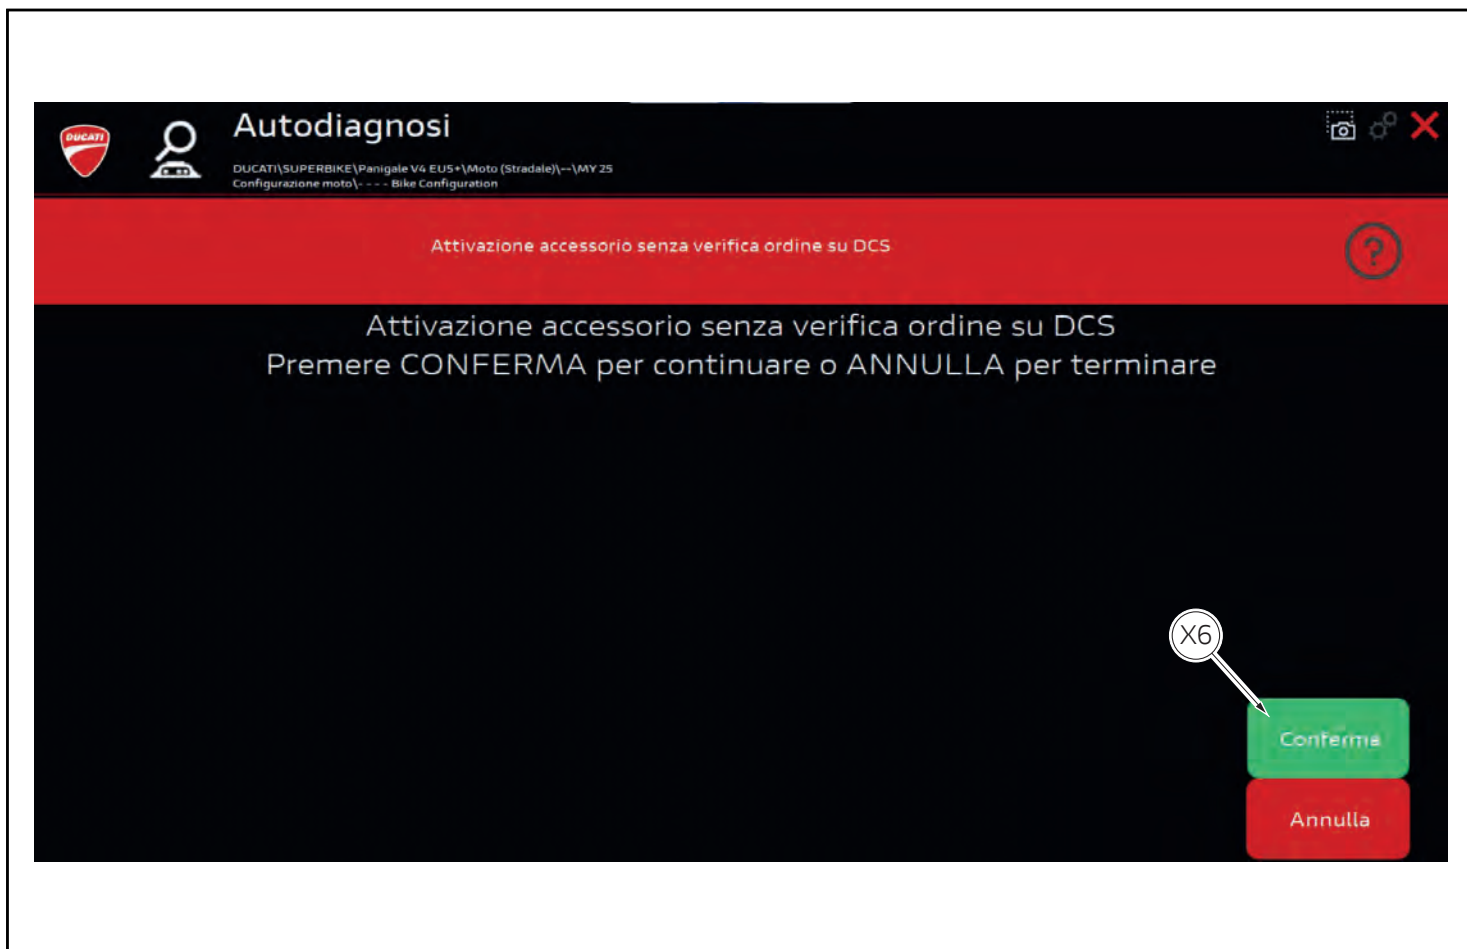 DUCATI
Autodiagnosi
DUCATI\SUPERBIKE\Panigale V4 EU5+\Moto (Stradale)\--\MY 25
Configurazione moto\- - - - Bike Configuration
Attivazione accessorio senza verifica ordine su DCS
?
Attivazione accessorio senza verifica ordine su DCS
Premere CONFERMA per continuare o ANNULLA per terminare
X6
Conferma
Annulla